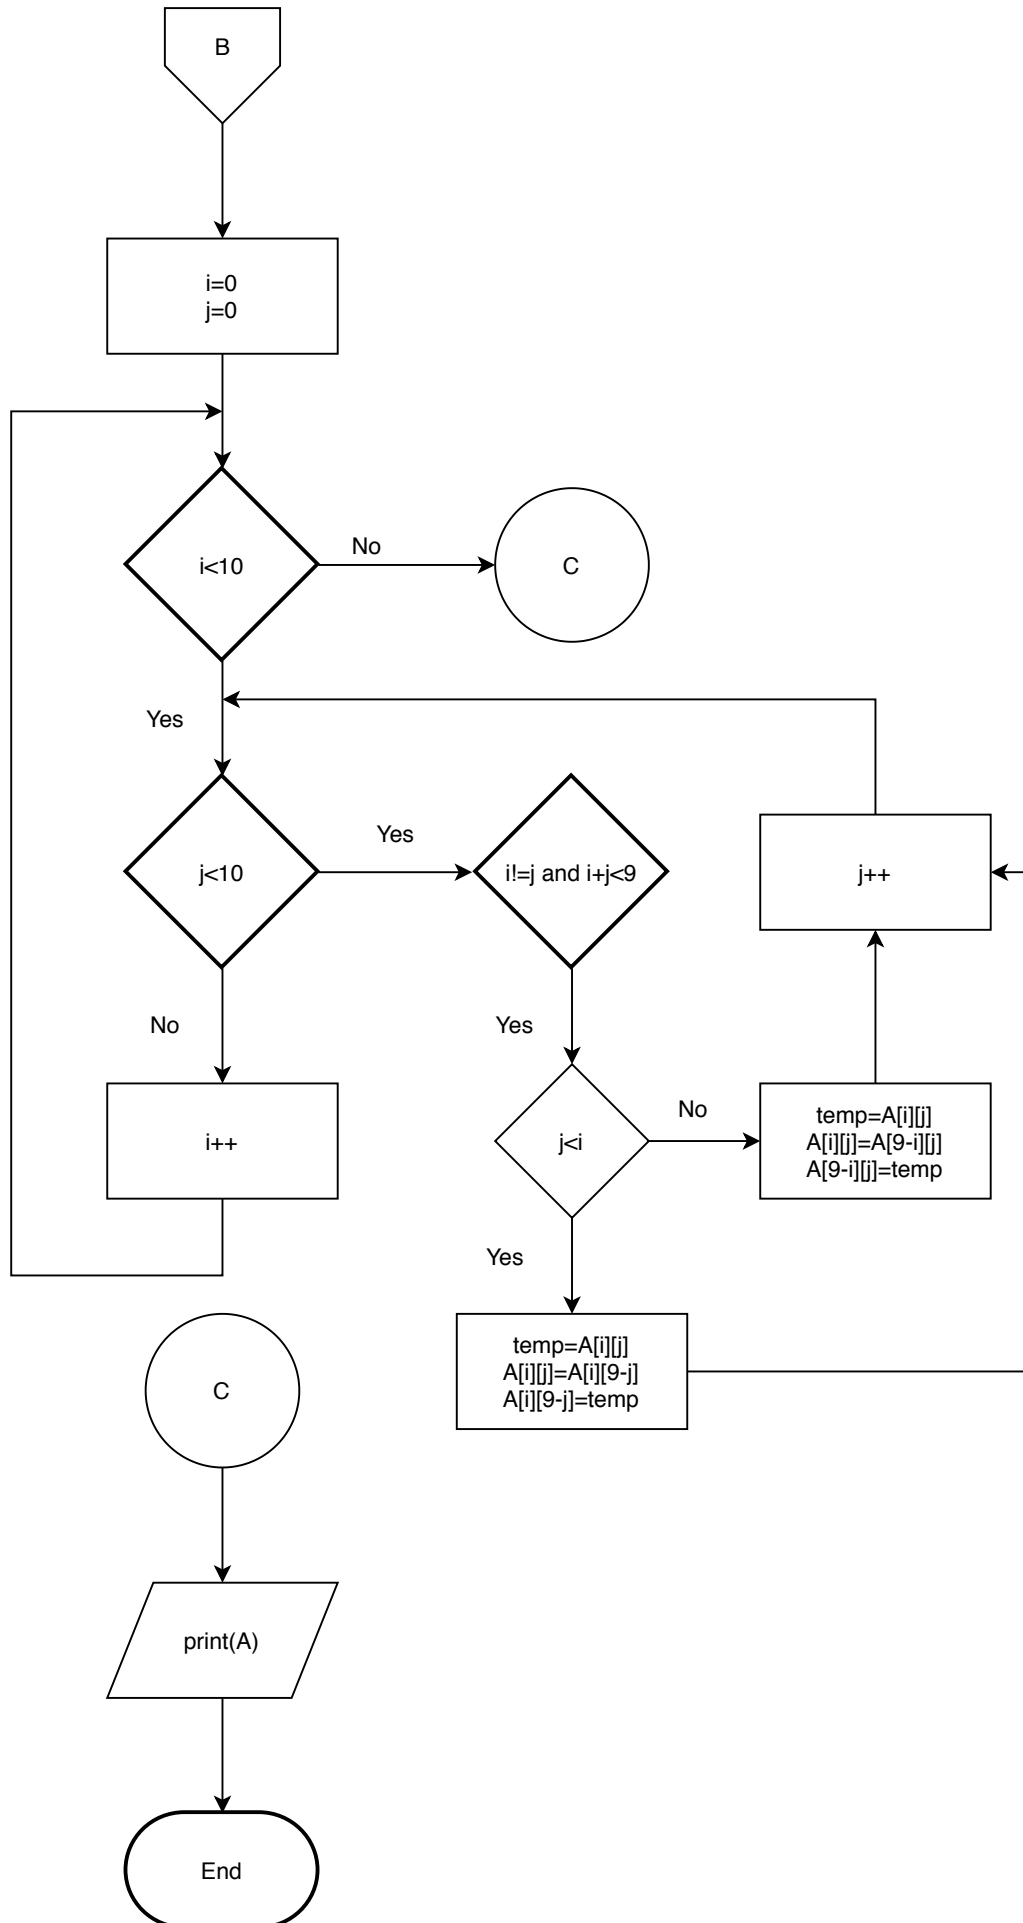 B
i=0
j=0
i<10
No
C
Yes
j<10
Yes
i!=j and i+j<9
j++
No
Yes
i++
j<i
No
temp=A[i][j]
A[i][j]=A[9-i][j]
A[9-i][j]=temp
Yes
temp=A[i][j]
A[i][j]=A[i][9-j]
A[i][9-j]=temp
C
print(A)
End